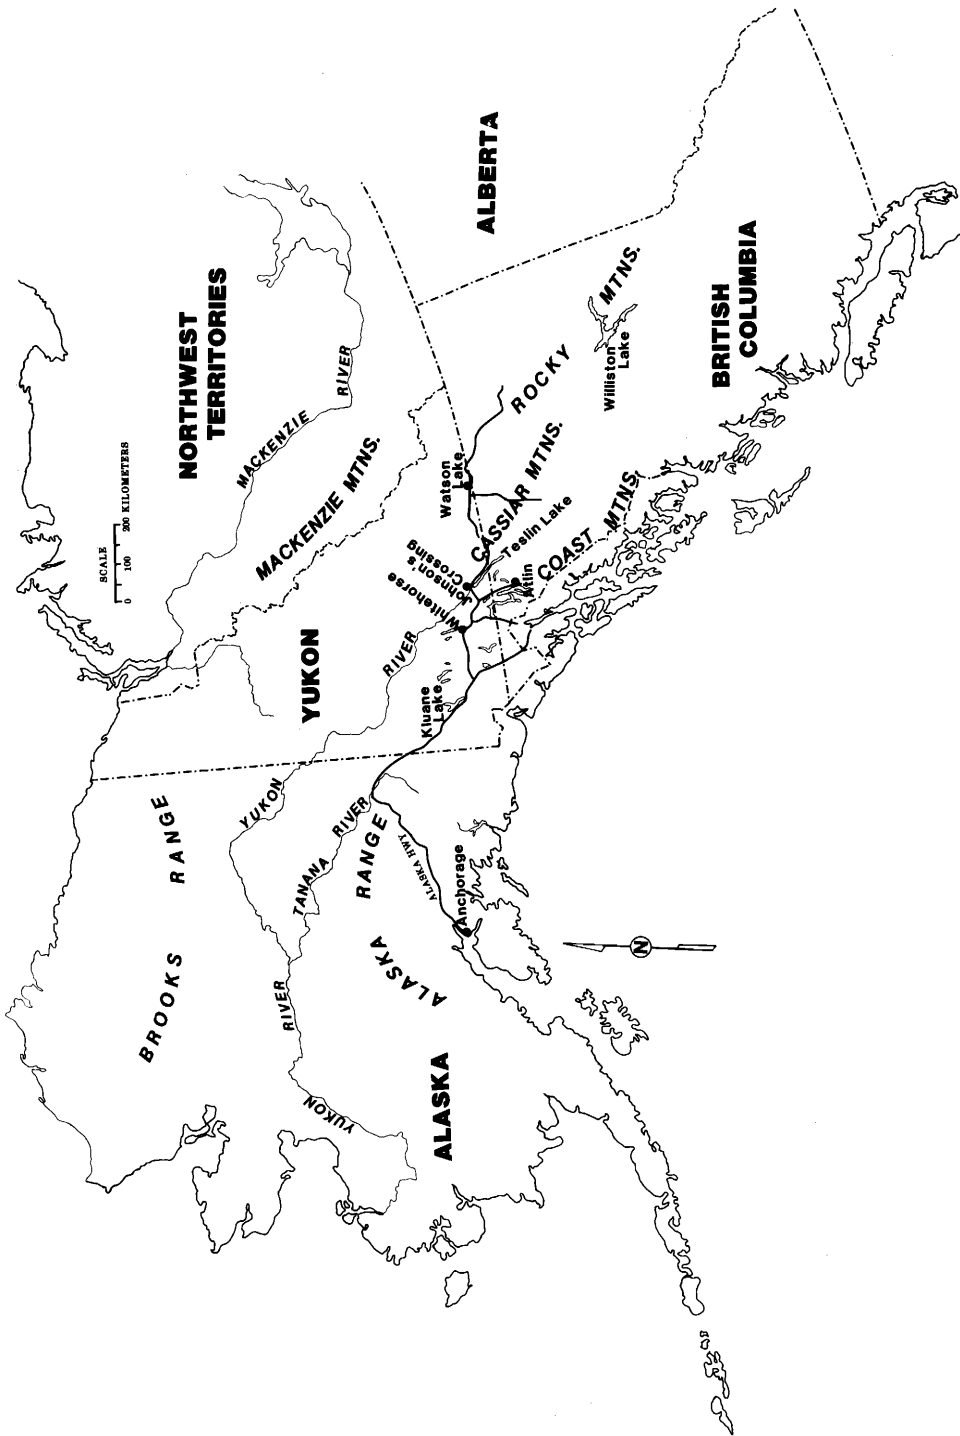 SCALE
0 100 200 KILOMETERS
NORTHWEST
TERRITORIES
MACKENZIE
RIVER
MACKENZIE MTNS.
BROOKS
RANGE
YUKON
YUKON
RIVER
RIVER
YUKON
TANANA
RIVER
ALASKA
RANGE
ALASKA
ALASKA HWY
Anchorage
Kluane
Lake
Whitehorse
Johnson's
Crossing
Watson
Lake
Teslin Lake
Atlin
CASSIAR MTNS.
COAST MTNS.
ROCKY
MTNS.
Williston
Lake
ALBERTA
BRITISH
COLUMBIA
N